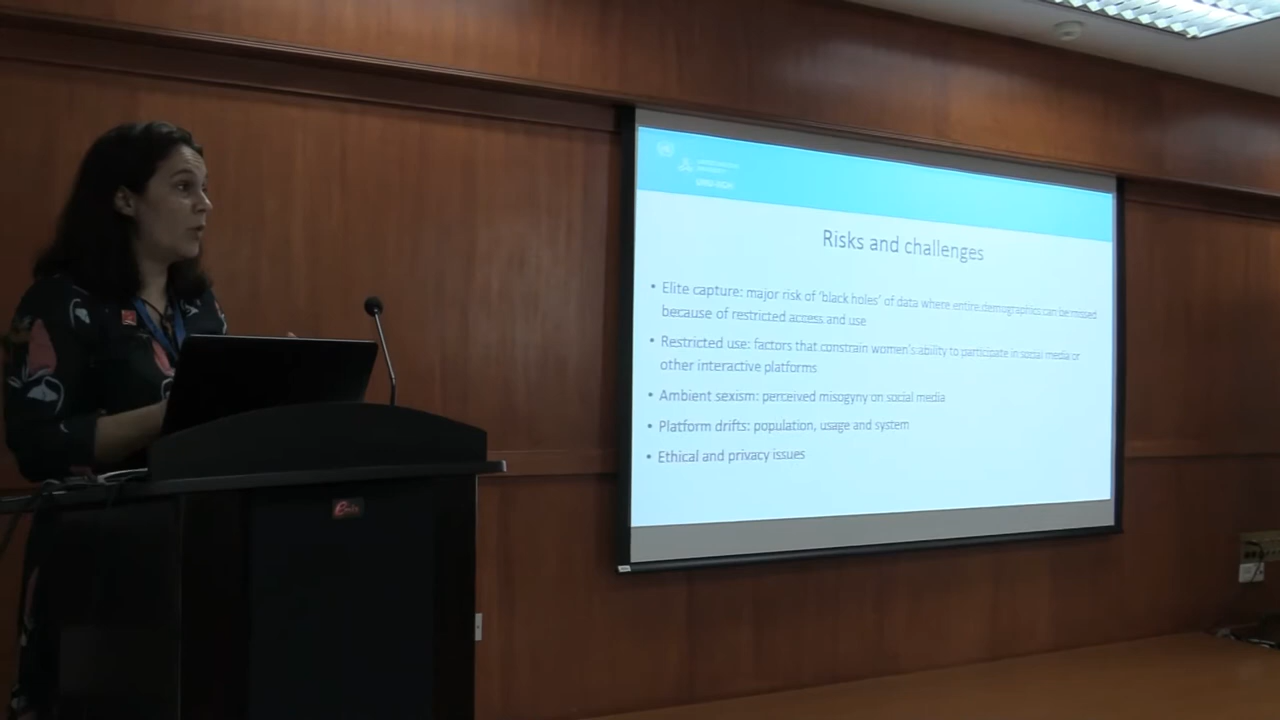 UNITED NATIONS
UNIVERSITY
Risks and challenges
• Elite capture: major risk of ‘black holes’ of data where entire demographics can be missed
because of restricted access and use
• Restricted use: factors that constrain women's ability to participate in social media or
other interactive platforms
• Ambient sexism: perceived misogyny on social media
• Platform drifts: population, usage and system
• Ethical and privacy issues